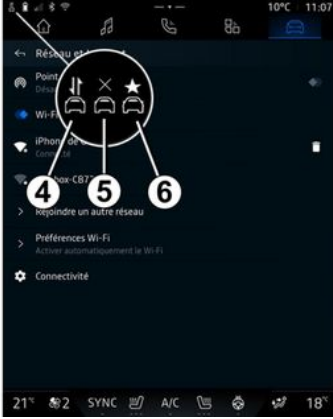 10°C 11:07
Réseau et
Point
Désa
Wi-Fi
iPhone de
Connecté
box-CB7
Rejoindre un autre réseau
Préférences Wi-Fi
Activer automatiquement le Wi-Fi
Connectivité
4 5 6
21° 2 SYNC A/C 18°